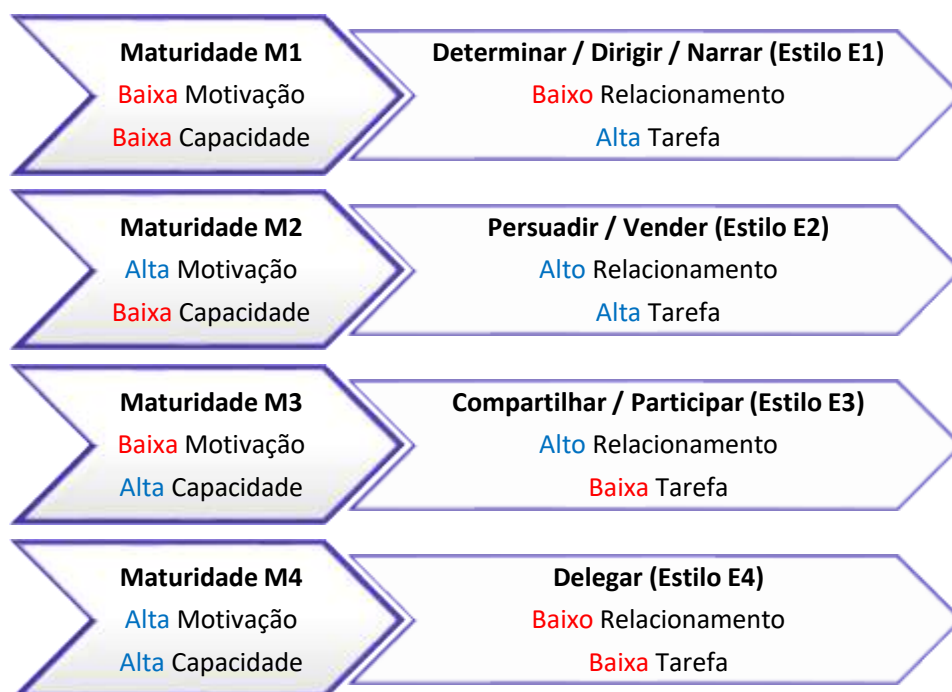 Maturidade M1
Baixa Motivação
Baixa Capacidade
Determinar / Dirigir / Narrar (Estilo E1)
Baixo Relacionamento
Alta Tarefa
Maturidade M2
Alta Motivação
Baixa Capacidade
Persuadir / Vender (Estilo E2)
Alto Relacionamento
Alta Tarefa
Maturidade M3
Baixa Motivação
Alta Capacidade
Compartilhar / Participar (Estilo E3)
Alto Relacionamento
Baixa Tarefa
Maturidade M4
Alta Motivação
Alta Capacidade
Delegar (Estilo E4)
Baixo Relacionamento
Baixa Tarefa